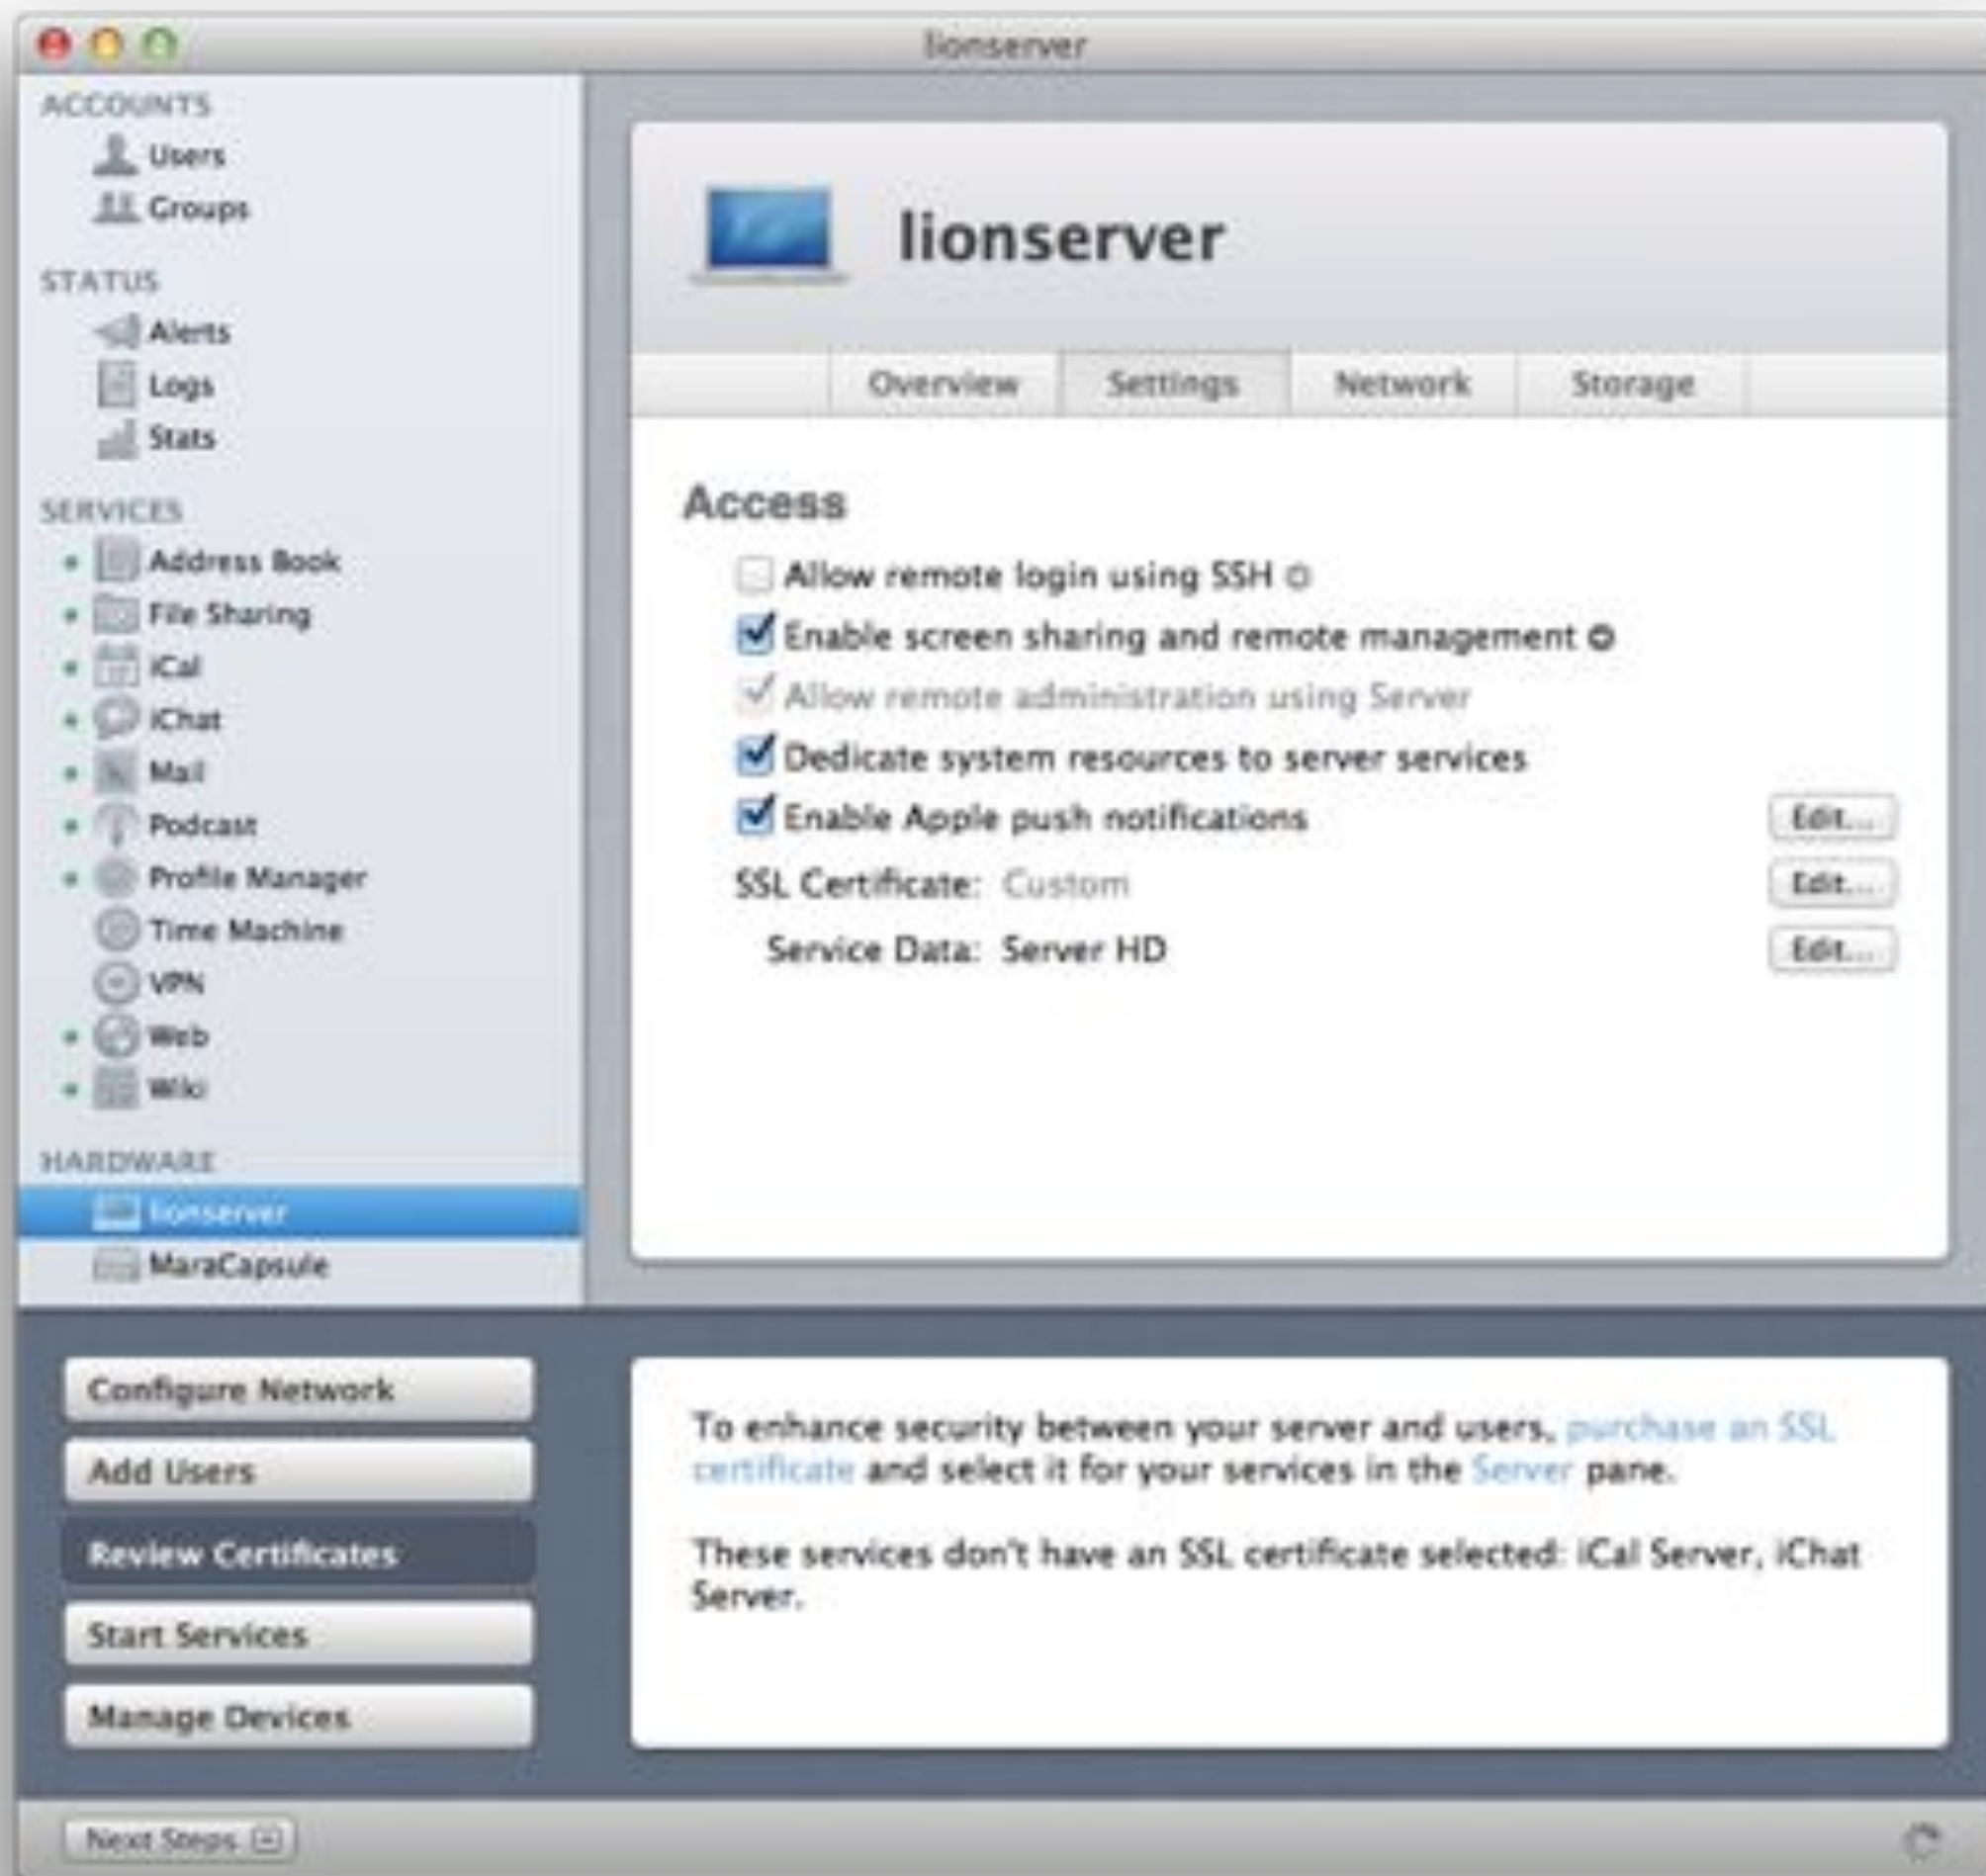 lionserver
ACCOUNTS
Users
Groups
STATUS
Alerts
Logs
Stats
SERVICES
Address Book
File Sharing
iCal
iChat
Mail
Podcast
Profile Manager
Time Machine
VPN
Web
Wiki
HARDWARE
lionserver
MaraCapsule
lionserver
Overview Settings Network Storage
Access
Allow remote login using SSH
Enable screen sharing and remote management
Allow remote administration using Server
Dedicate system resources to server services
Enable Apple push notifications Edit...
SSL Certificate: Custom Edit...
Service Data: Server HD Edit...
Configure Network
Add Users
Review Certificates
Start Services
Manage Devices
To enhance security between your server and users, purchase an SSL
certificate and select it for your services in the Server pane.
These services don't have an SSL certificate selected: iCal Server, iChat
Server.
Next Steps